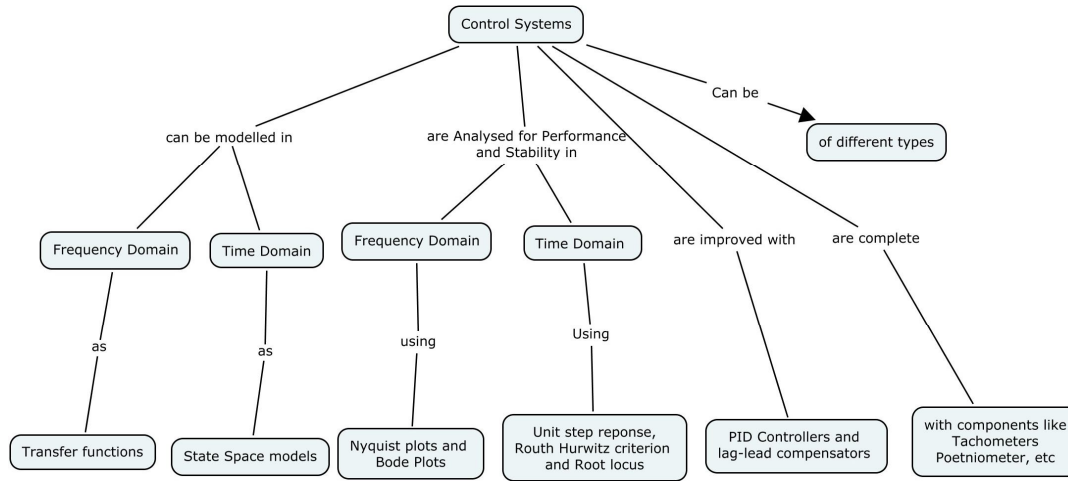 Control Systems
Can be
of different types
can be modelled in
are Analysed for Performance
and Stability in
Frequency Domain
Time Domain
Frequency Domain
Time Domain
are improved with
are complete
as
as
using
Using
Transfer functions
State Space models
Nyquist plots and
Bode Plots
Unit step reponse,
Routh Hurwitz criterion
and Root locus
PID Controllers and
lag-lead compensators
with components like
Tachometers
Poetniometer, etc